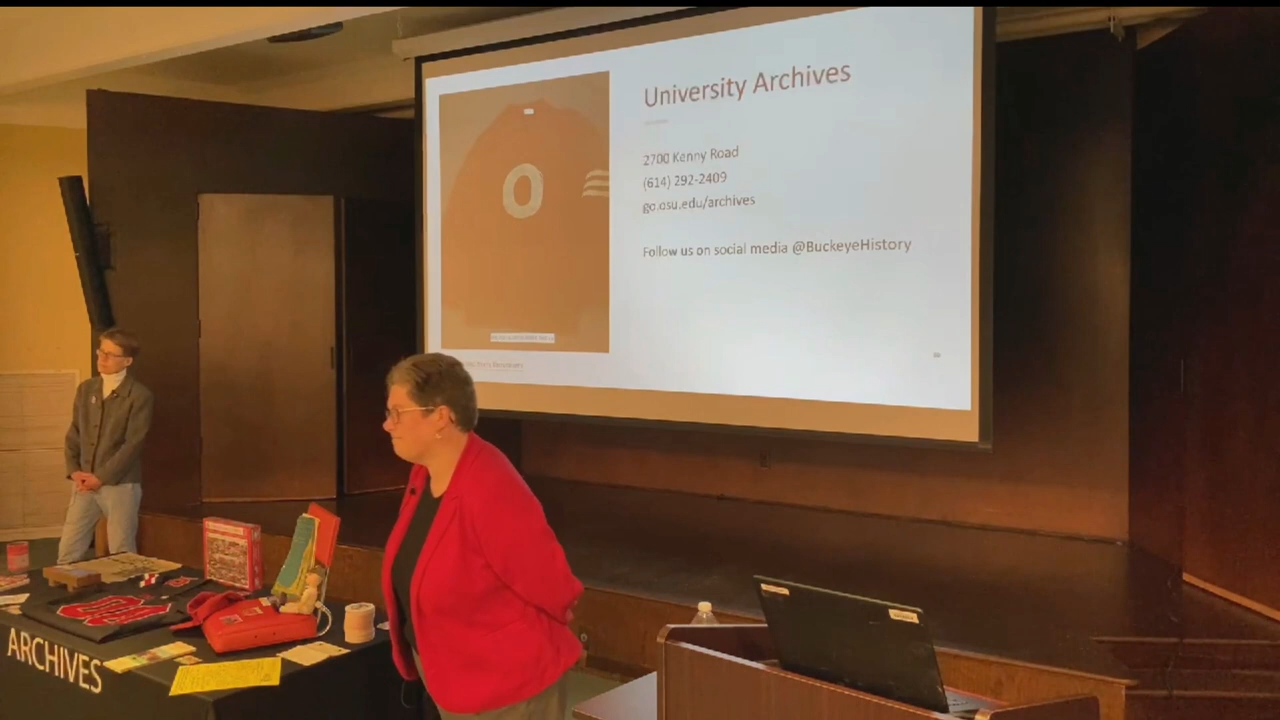 University Archives
2700 Kenny Road
(614) 292-2409
go.osu.edu/archives
Follow us on social media @BuckeyeHistory
O
ARCHIVES